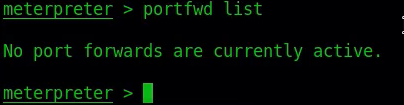 meterpreter > portfwd list
No port forwards are currently active.
meterpreter >